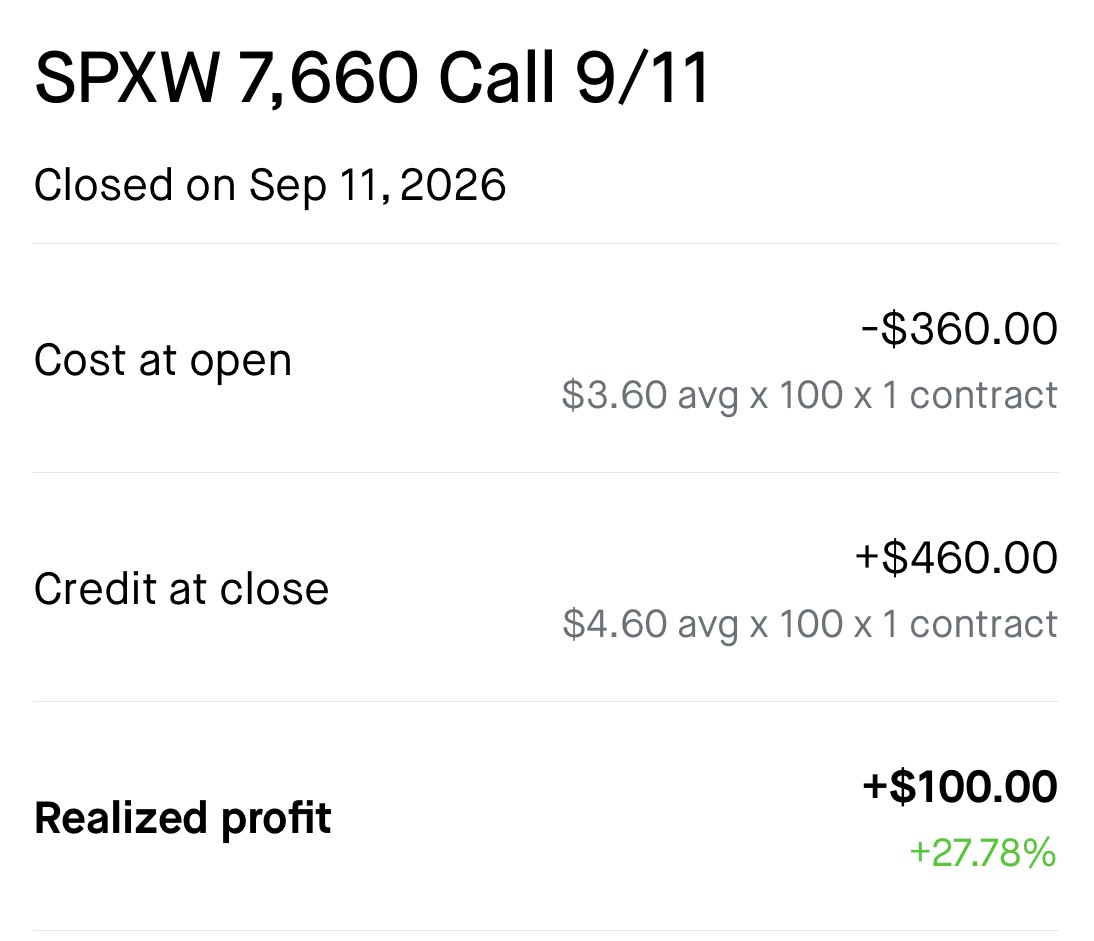 SPXW 7,660 Call 9/11
Closed on Sep 11, 2026
Cost at open
-$360.00
$3.60 avg x 100 x 1 contract
Credit at close
+$460.00
$4.60 avg x 100 x 1 contract
Realized profit
+$100.00
+27.78%